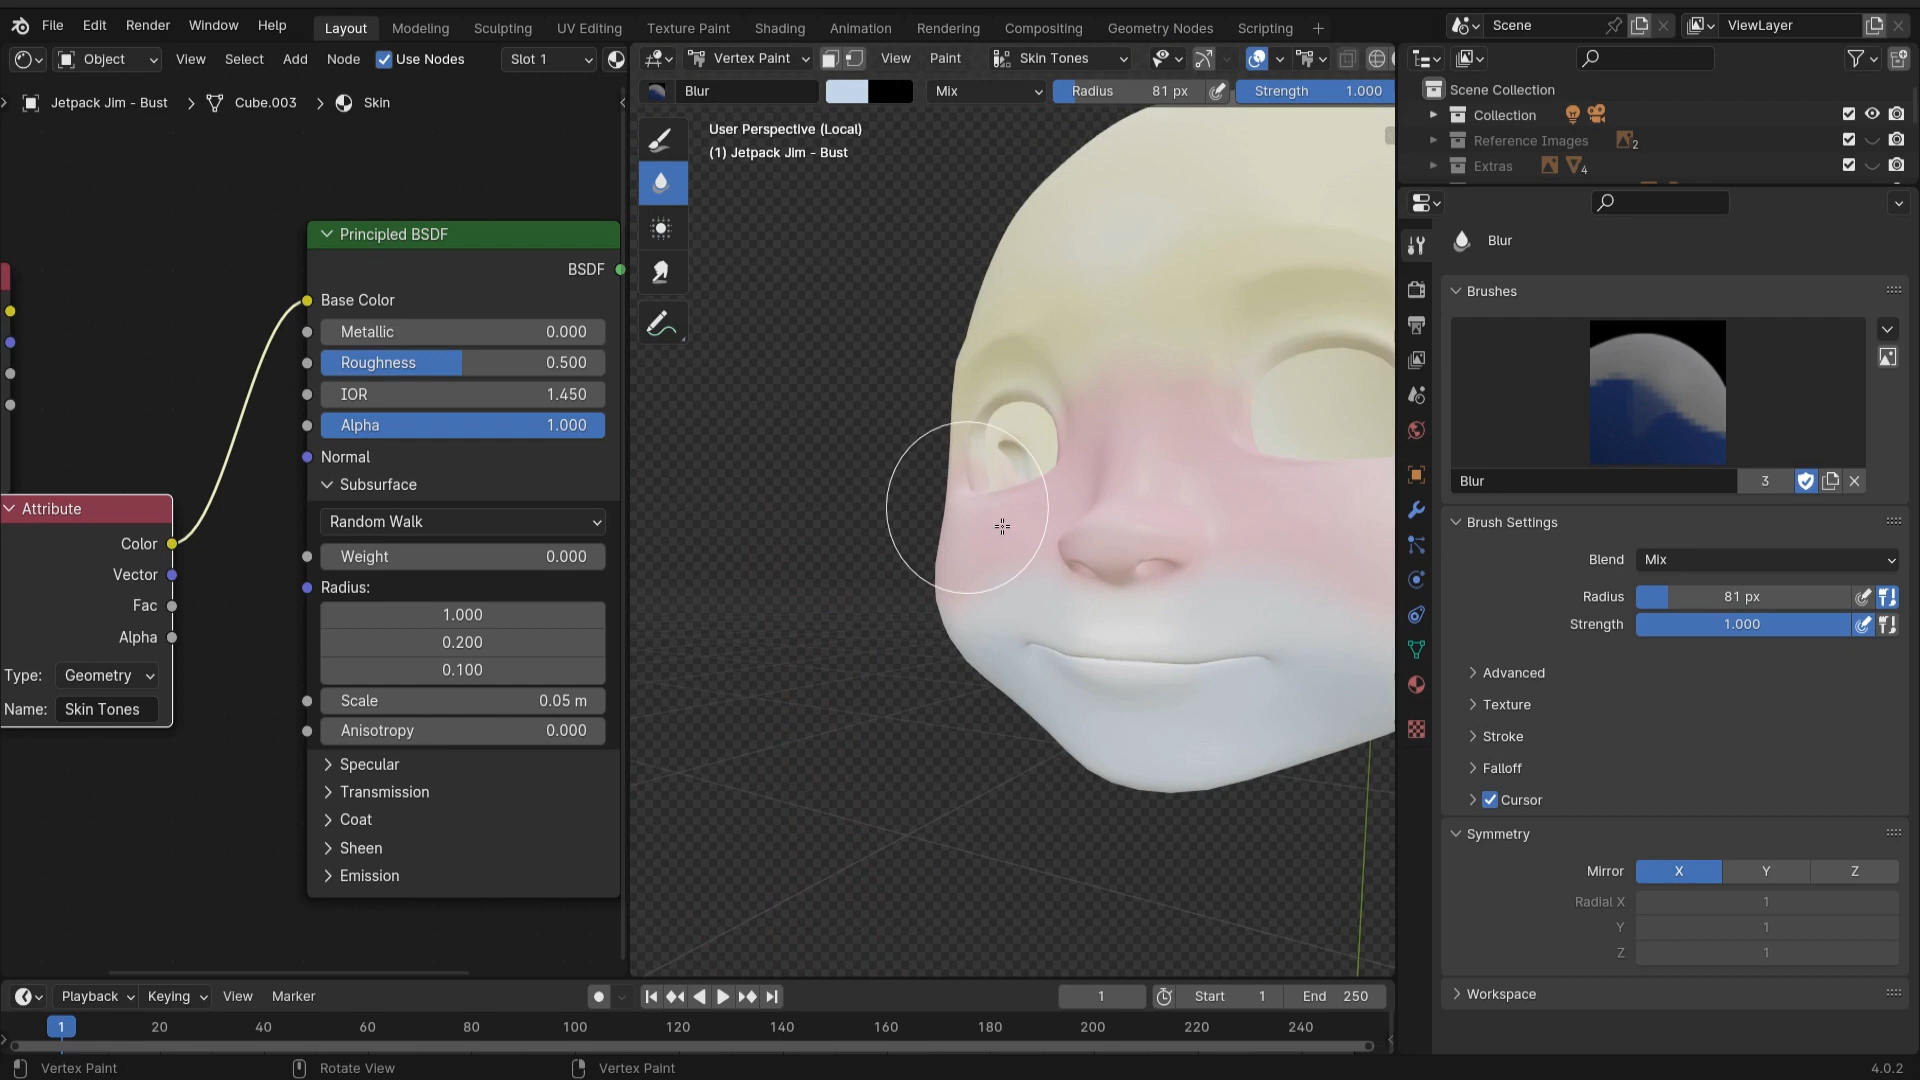 File Edit Render Window Help Layout Modeling Sculpting UV Editing Texture Paint Shading Animation Rendering Compositing Geometry Nodes Scripting Scene ViewLayer
Object View Select Add Node Use Nodes Slot 1 Vertex Paint View Paint Skin Tones
Blur Mix Radius 81 px Strength 1.000
Jetpack Jim - Bust Cube.003 Skin
User Perspective (Local)
(1) Jetpack Jim - Bust
Principled BSDF
BSDF
Base Color
Metallic 0.000
Roughness 0.500
IOR 1.450
Alpha 1.000
Normal
Subsurface
Random Walk
Weight 0.000
Radius:
1.000
0.200
0.100
Scale 0.05 m
Anisotropy 0.000
Specular
Transmission
Coat
Sheen
Emission
Attribute
Color
Vector
Fac
Alpha
Type: Geometry
Name: Skin Tones
Scene Collection
Collection
Reference Images 2
Extras 4
Blur
Brushes
Blur 3
Brush Settings
Blend Mix
Radius 81 px
Strength 1.000
Advanced
Texture
Stroke
Falloff
Cursor
Symmetry
Mirror X Y Z
Radial X 1
Y 1
Z 1
Workspace
Playback Keying View Marker 1 Start 1 End 250
1 20 40 60 80 100 120 140 160 180 200 220 240
Vertex Paint Rotate View Vertex Paint 4.0.2